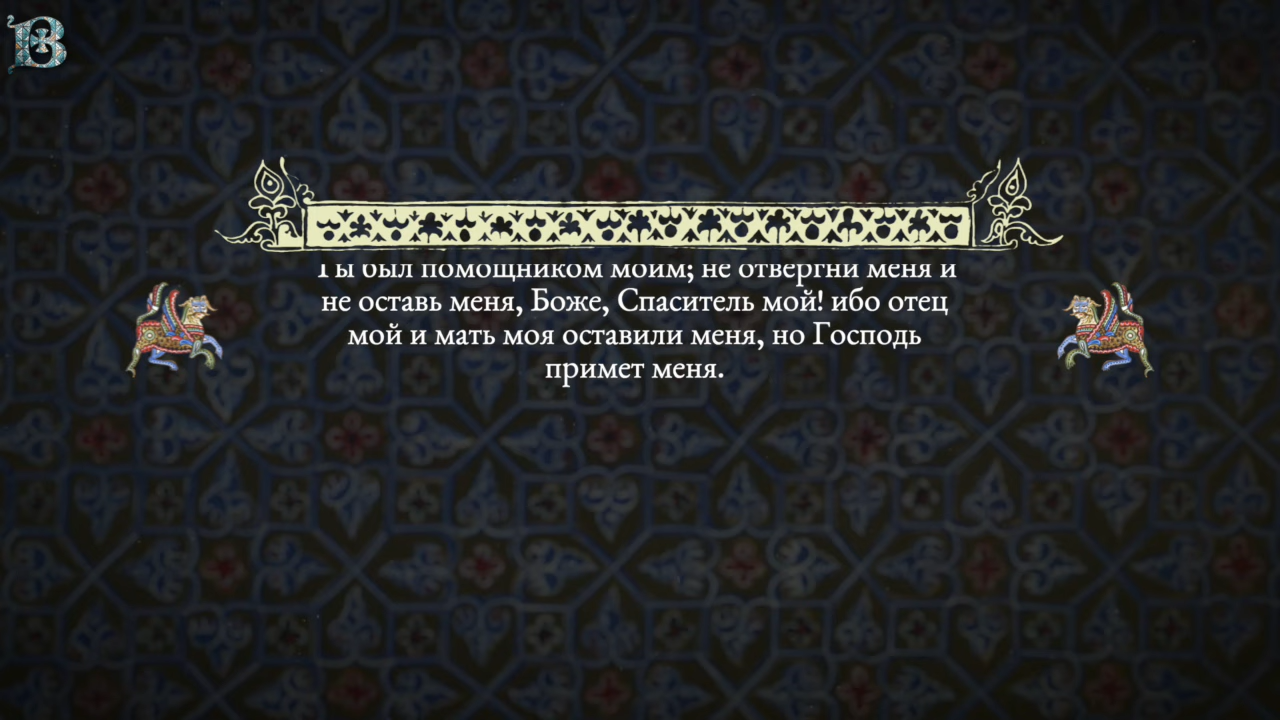 Ты был помощником моим; не отвергни меня и
не оставь меня, Боже, Спаситель мой! ибо отец
мой и мать моя оставили меня, но Господь
примет меня.